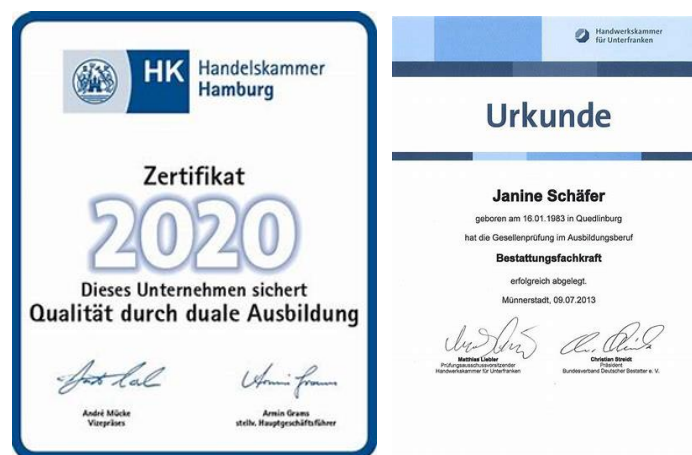 HK Handelskammer
Hamburg
Zertifikat
2020
Dieses Unternehmen sichert
Qualität durch duale Ausbildung
André Mücke
Vizepräses
Armin Grams
stellv. Hauptgeschäftsführer
Handwerkskammer
für Unterfranken
Urkunde
Janine Schäfer
geboren am 16.01.1983 in Quedlinburg
hat die Gesellenprüfung im Ausbildungsberuf
Bestattungsfachkraft
erfolgreich abgelegt.
Münnerstadt, 09.07.2013
Matthias Liebler
Prüfungsausschussvorsitzender
Handwerkskammer für Unterfranken
Christian Streidt
Präsident
Bundesverband Deutscher Bestatter e. V.